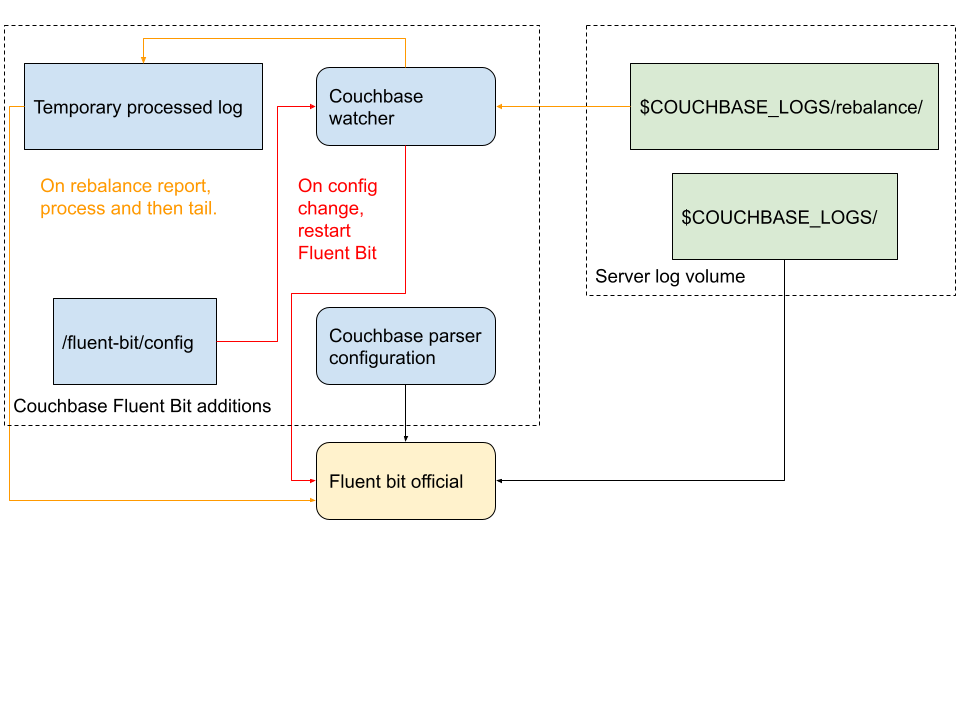 Temporary processed log
Couchbase
watcher
$COUCHBASE_LOGS/rebalance/
On rebalance report,
process and then tail.
On config
change,
restart
Fluent Bit
$COUCHBASE_LOGS/
Server log volume
/fluent-bit/config
Couchbase parser
configuration
Couchbase Fluent Bit additions
Fluent bit official